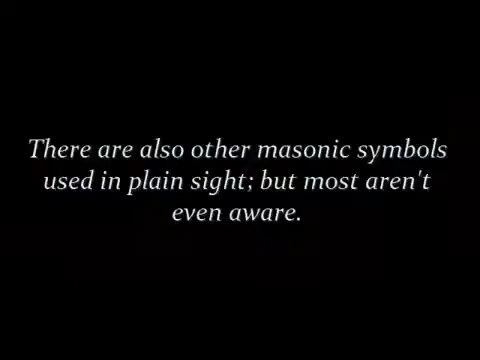 There are also other masonic symbols
used in plain sight; but most aren't
even aware.